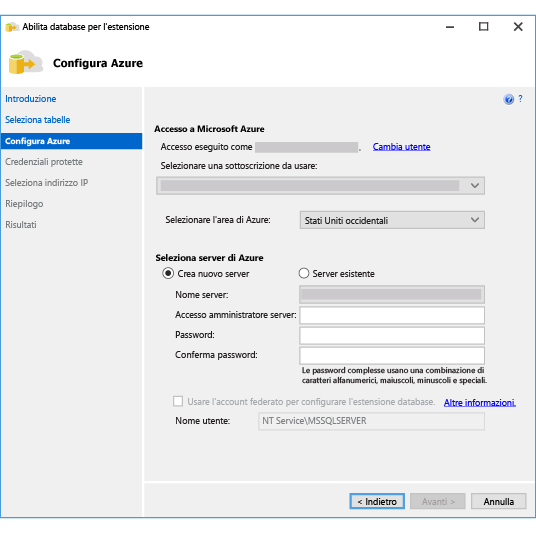 Abilita database per l'estensione
Configura Azure
Introduzione
Seleziona tabelle
Configura Azure
Credenziali protette
Seleziona indirizzo IP
Riepilogo
Risultati
?
Accesso a Microsoft Azure
Accesso eseguito come . Cambia utente
Selezionare una sottoscrizione da usare:
Selezionare l'area di Azure: Stati Uniti occidentali
Seleziona server di Azure
Crea nuovo server Server esistente
Nome server:
Accesso amministratore server:
Password:
Conferma password:
Le password complesse usano una combinazione di
caratteri alfanumerici, maiuscoli, minuscoli e speciali.
Usare l'account federato per configurare l'estensione database. Altre informazioni.
Nome utente: NT Service\MSSQLSERVER
< Indietro Avanti > Annulla